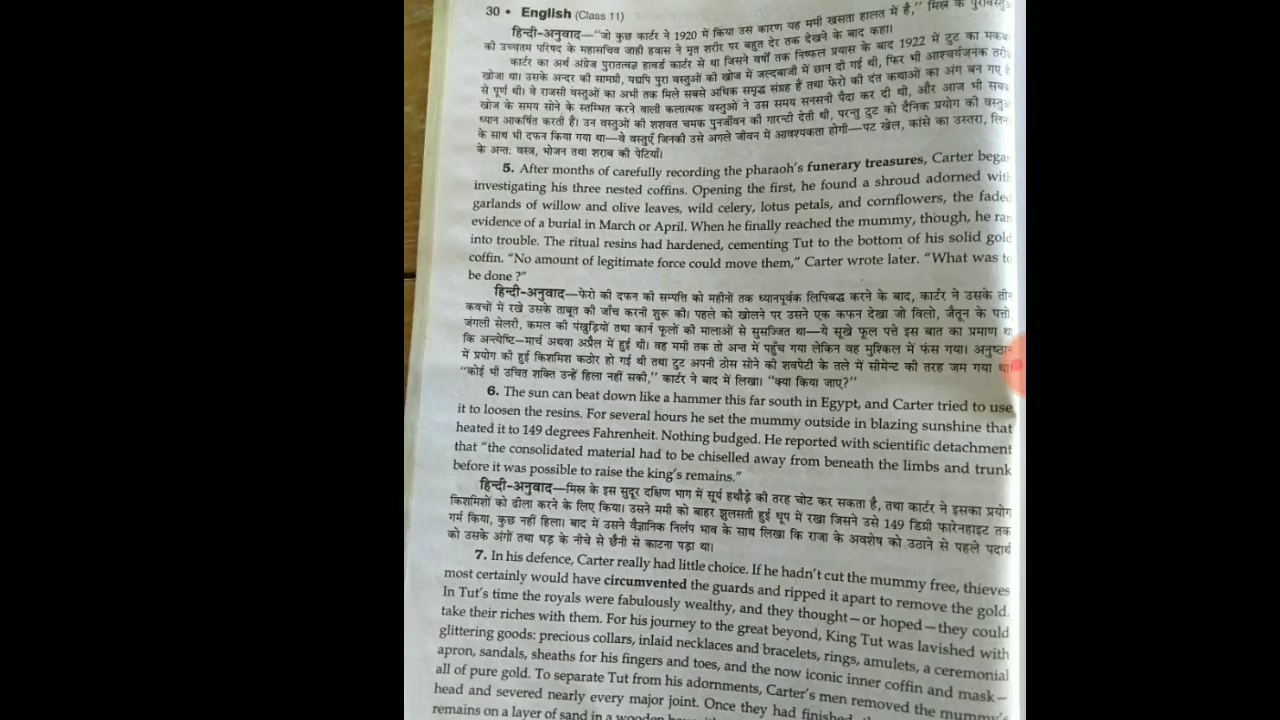 30 • English (Class 11)
हिन्दी-अनुवाद—“जो कुछ कार्टर ने 1920 में किया उस कारण यह ममी खस्ता हालत में है,” मिस्र के
की उच्चतम परिषद के महासचिव जाही हवास ने मृत शरीर पर बहुत देर तक देखने के बाद कहा।
कार्टर का अर्थ अंग्रेज पुरातत्वज्ञ हावर्ड कार्टर से था जिसने वर्षों तक निष्फल प्रयास के बाद 1922 में टुट का
खोजा था। उसके अन्दर की सामग्री, यद्यपि पुरा वस्तुओं की खोज में जल्दबाजी में छान दी गई थी, फिर भी आश्चर्यजनक
से पूर्ण थी। वे राजसी वस्तुओं का अभी तक मिले सबसे अधिक समृद्ध संग्रह हैं तथा फेरो की दंत कथाओं का अंग बन गए
खोज के समय सोने के स्तम्भित करने वाली कलात्मक वस्तुओं ने उस समय सनसनी पैदा कर दी थी, और आज भी
ध्यान आकर्षित करती हैं। उन वस्तुओं की शशवत चमक पुनर्जीवन की गारन्टी देती थी, परन्तु टुट को दैनिक प्रयोग की
के साथ भी दफन किया गया था—वे वस्तुएँ जिनकी उसे अगले जीवन में आवश्यकता होगी—पट खेल, कांसे का उस्तरा,
के अन्तः वस्त्र, भोजन तथा शराब की पेटियाँ।
5. After months of carefully recording the pharaoh’s funerary treasures, Carter began
investigating his three nested coffins. Opening the first, he found a shroud adorned with
garlands of willow and olive leaves, wild celery, lotus petals, and cornflowers, the faded
evidence of a burial in March or April. When he finally reached the mummy, though, he ran
into trouble. The ritual resins had hardened, cementing Tut to the bottom of his solid gold
coffin. “No amount of legitimate force could move them,” Carter wrote later. “What was to
be done ?”
हिन्दी-अनुवाद—फेरो की दफन की सम्पत्ति को महीनों तक ध्यानपूर्वक लिपिबद्ध करने के बाद, कार्टर ने उसके तीन
कवचों में रखे उसके ताबूत की जाँच करनी शुरू की। पहले को खोलने पर उसने एक कफन देखा जो विलो, जैतून के पत्तों,
जंगली सेलरी, कमल की पंखुड़ियों तथा कार्न फूलों की मालाओं से सुसज्जित था—ये सूखे फूल पत्ते इस बात का प्रमाण था
कि अन्त्येष्टि—मार्च अथवा अप्रैल में हुई थी। वह ममी तक तो अन्त में पहुँच गया लेकिन वह मुश्किल में फंस गया। अनुष्ठान
में प्रयोग की हुई किशमिश कठोर हो गई थी तथा टुट अपनी ठोस सोने की शवपेटी के तले में सीमेन्ट की तरह जम गया था।
“कोई भी उचित शक्ति उन्हें हिला नहीं सकी,” कार्टर ने बाद में लिखा। “क्या किया जाए?”
6. The sun can beat down like a hammer this far south in Egypt, and Carter tried to use
it to loosen the resins. For several hours he set the mummy outside in blazing sunshine that
heated it to 149 degrees Fahrenheit. Nothing budged. He reported with scientific detachment
that “the consolidated material had to be chiselled away from beneath the limbs and trunk
before it was possible to raise the king’s remains.”
हिन्दी-अनुवाद—मिस्र के इस सुदूर दक्षिण भाग में सूर्य हथौड़े की तरह चोट कर सकता है, तथा कार्टर ने इसका प्रयोग
किशमिशों को ढीला करने के लिए किया। उसने ममी को बाहर झुलसती हुई धूप में रखा जिसने उसे 149 डिग्री फारेनहाइट तक
गर्म किया, कुछ नहीं हिला। बाद में उसने वैज्ञानिक निर्लप भाव के साथ लिखा कि राजा के अवशेष को उठाने से पहले पदार्थ
को उसके अंगों तथा धड़ के नीचे से छैनी से काटना पड़ा था।
7. In his defence, Carter really had little choice. If he hadn’t cut the mummy free, thieves
most certainly would have circumvented the guards and ripped it apart to remove the gold.
In Tut’s time the royals were fabulously wealthy, and they thought—or hoped—they could
take their riches with them. For his journey to the great beyond, King Tut was lavished with
glittering goods: precious collars, inlaid necklaces and bracelets, rings, amulets, a ceremonial
apron, sandals, sheaths for his fingers and toes, and the now iconic inner coffin and mask—
all of pure gold. To separate Tut from his adornments, Carter’s men removed the mummy’s
head and severed nearly every major joint. Once they had finished,
remains on a layer of sand in a wooden